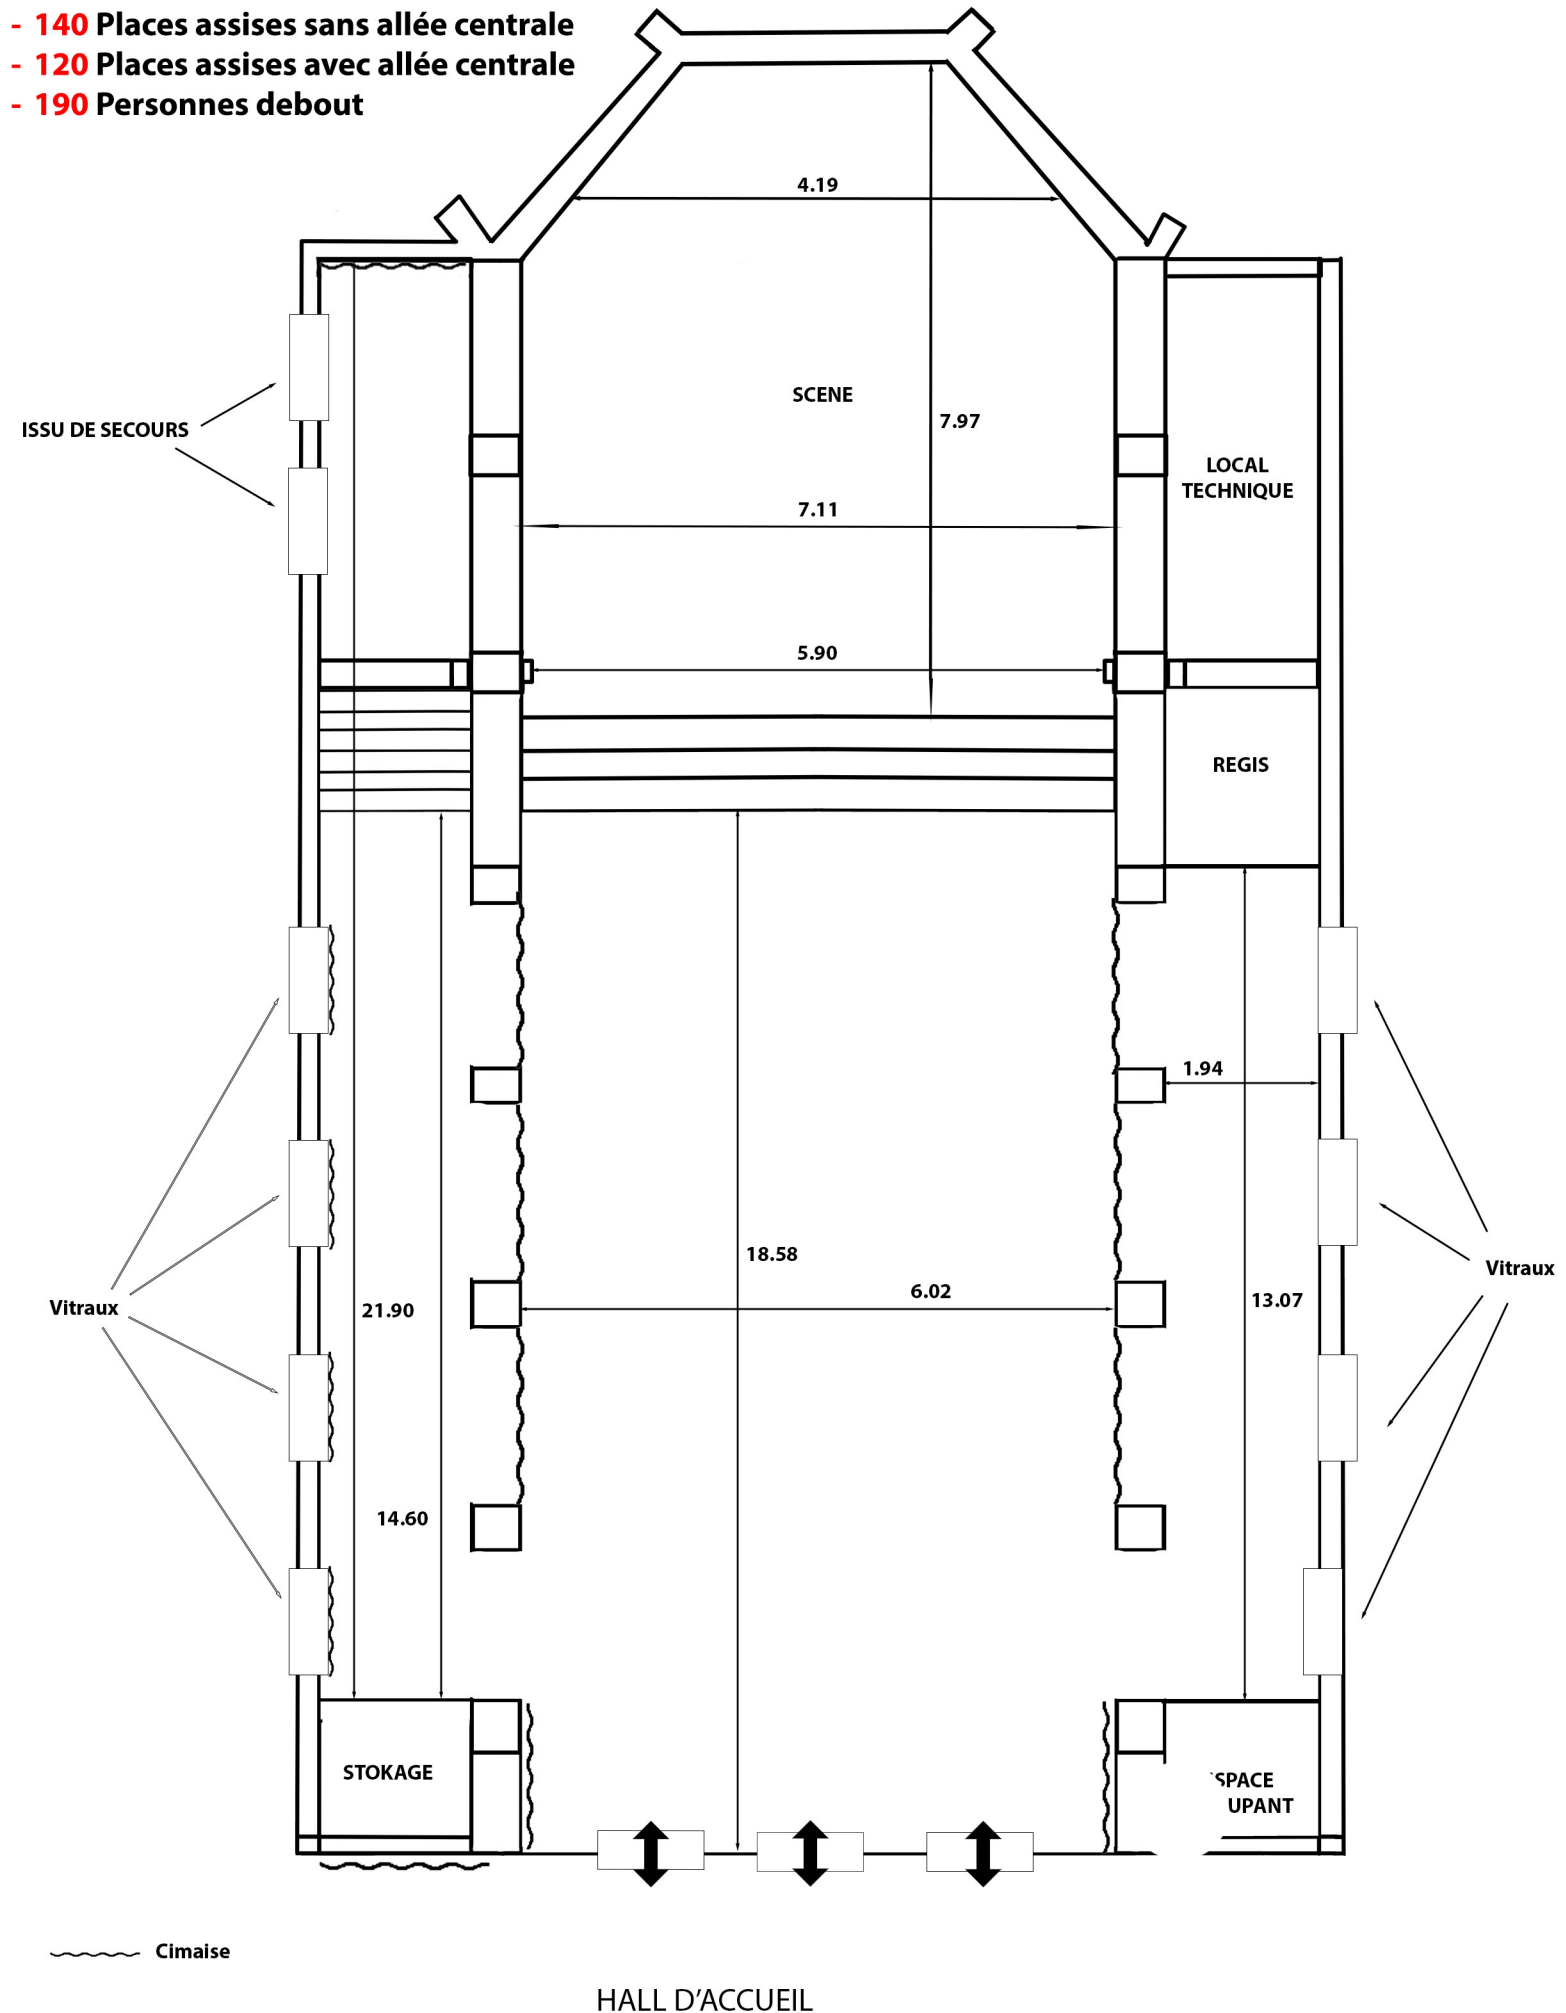 - 140 Places assises sans allée centrale
- 120 Places assises avec allée centrale
- 190 Personnes debout
4.19
SCENE
7.97
ISSU DE SECOURS
LOCAL
TECHNIQUE
7.11
5.90
REGIS
1.94
18.58
Vitraux
6.02
13.07
Vitraux
21.90
14.60
STOKAGE
SPACE
UPANT
Cimaise
HALL D'ACCUEIL